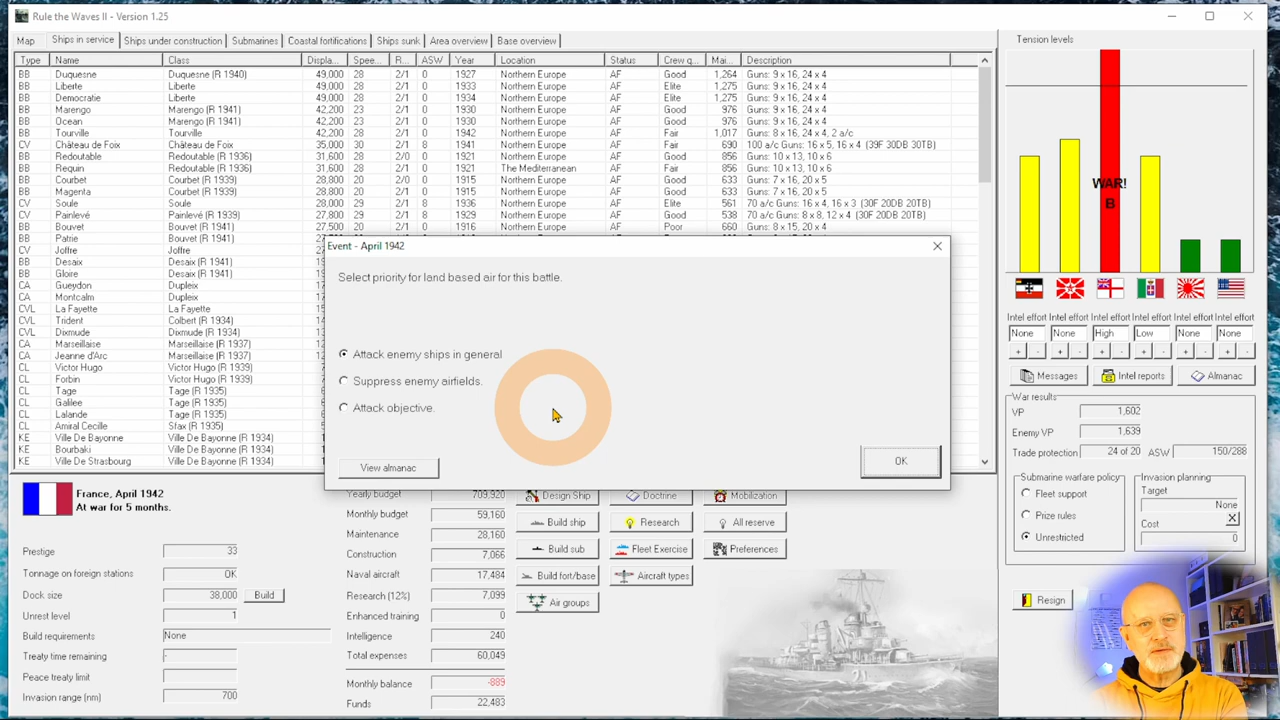 Rule the Waves II - Version 1.25
Map Ships in service Ships under construction Submarines Coastal fortifications Ships sunk Area overview Base overview
Type Name Class Displa... Spee... R... ASW Year Location Status Crew q... Mai... Description
BB Duquesne Duquesne (R 1940) 49,000 28 2/1 0 1927 Northern Europe AF Good 1,264 Guns: 9 x 16, 24 x 4
BB Liberte Liberte 49,000 28 2/1 0 1933 Northern Europe AF Elite 1,275 Guns: 9 x 16, 24 x 4
BB Democratie Liberte 49,000 28 2/1 0 1934 Northern Europe AF Elite 1,275 Guns: 9 x 16, 24 x 4
BB Marengo Marengo (R 1941) 42,200 23 2/1 0 1930 Northern Europe AF Good 976 Guns: 9 x 16, 24 x 4
BB Ocean Marengo (R 1941) 42,200 23 2/1 0 1930 Northern Europe AF Good 976 Guns: 9 x 16, 24 x 4
BB Tourville Tourville 42,200 28 2/1 0 1942 Northern Europe AF Fair 1,017 Guns: 8 x 16, 24 x 4, 2 a/c
CV Château de Foix Château de Foix 35,000 30 2/1 8 1941 Northern Europe AF Fair 690 100 a/c Guns: 16 x 5, 16 x 4 (39F 30DB 30TB)
BB Redoutable Redoutable (R 1936) 31,600 28 2/0 0 1921 Northern Europe AF Good 856 Guns: 10 x 13, 10 x 6
BB Requin Redoutable (R 1936) 31,600 28 2/1 0 1921 The Mediterranean AF Fair 856 Guns: 10 x 13, 10 x 6
BB Courbet Courbet (R 1939) 28,800 20 2/0 0 1915 Northern Europe AF Good 633 Guns: 7 x 16, 20 x 5
BB Magenta Courbet (R 1939) 28,800 20 2/1 0 1915 Northern Europe AF Good 633 Guns: 7 x 16, 20 x 5
CV Soule Soule 28,400 29 2/1 8 1936 Northern Europe AF Elite 561 70 a/c Guns: 16 x 4, 16 x 3 (30F 20DB 20TB)
CV Painlevé Painlevé (R 1939) 27,800 29 2/1 8 1929 Northern Europe AF Good 538 70 a/c Guns: 8 x 8, 12 x 4 (30F 20DB 20TB)
BB Bouvet Bouvet (R 1941) 27,500 20 2/1 0 1916 Northern Europe AF Poor 660 Guns: 8 x 15, 20 x 4
BB Patrie Bouvet (R 1941)
CV Joffre Joffre
BB Desaix Desaix (R 1941)
BB Gloire Desaix (R 1941)
CA Gueydon Dupleix
CA Montcalm Dupleix
CVL La Fayette La Fayette
CVL Trident Colbert (R 1934)
CVL Dixmude Dixmude (R 1934)
CA Marseillaise Marseillaise (R 1937)
CA Jeanne d'Arc Marseillaise (R 1937)
CL Victor Hugo Victor Hugo (R 1939)
CL Forbin Victor Hugo (R 1939)
CL Tage Tage (R 1935)
CL Galilee Tage (R 1935)
CL Lalande Tage (R 1935)
CL Amiral Cecille Sfax (R 1935)
KE Ville De Bayonne Ville De Bayonne (R 1934)
KE Bourbaki Ville De Bayonne (R 1934)
KE Ville De Strasbourg Ville De Bayonne (R 1934)
Event - April 1942
Select priority for land based air for this battle.
Attack enemy ships in general
Suppress enemy airfields.
Attack objective.
View almanac
OK
Tension levels
WAR!
B
Intel effort Intel effort Intel effort Intel effort Intel effort Intel effort
None None High Low None None
+ - + - + - + - + - + -
Messages Intel reports Almanac
War results
VP 1,602
Enemy VP 1,639
Trade protection 24 of 20 ASW 150/288
Submarine warfare policy
Fleet support
Prize rules
Unrestricted
Invasion planning
Target
None
Cost X
0
Resign
France, April 1942
At war for 5 months.
Prestige 33
Tonnage on foreign stations OK
Dock size 38,000 Build
Unrest level 1
Build requirements None
Treaty time remaining -
Peace treaty limit
Invasion range (nm) 700
Yearly budget 709,920
Monthly budget 59,160
Maintenance 28,160
Construction 7,066
Naval aircraft 17,484
Research (12%) 7,099
Enhanced training 0
Intelligence 240
Total expenses 60,049
Monthly balance -889
Funds 22,483
Design Ship Doctrine Mobilization
Build ship Research All reserve
Build sub Fleet Exercise Preferences
Build fort/base Aircraft types
Air groups